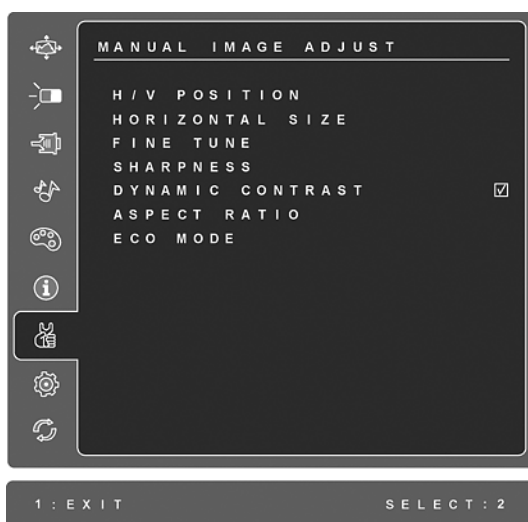 MANUAL IMAGE ADJUST
H/V POSITION
HORIZONTAL SIZE
FINE TUNE
SHARPNESS
DYNAMIC CONTRAST
ASPECT RATIO
ECO MODE
1:EXIT SELECT:2